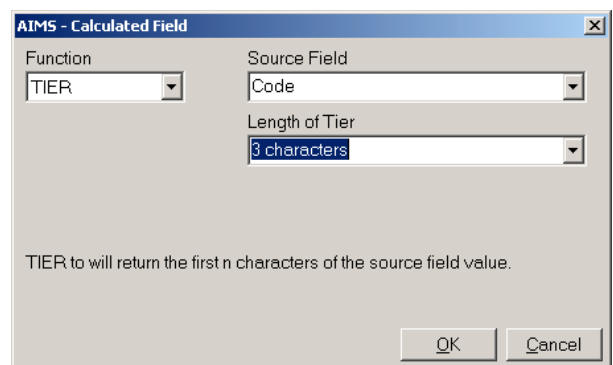 AIMS - Calculated Field
Function Source Field
TIER Code
Length of Tier
3 characters
TIER to will return the first n characters of the source field value.
OK Cancel